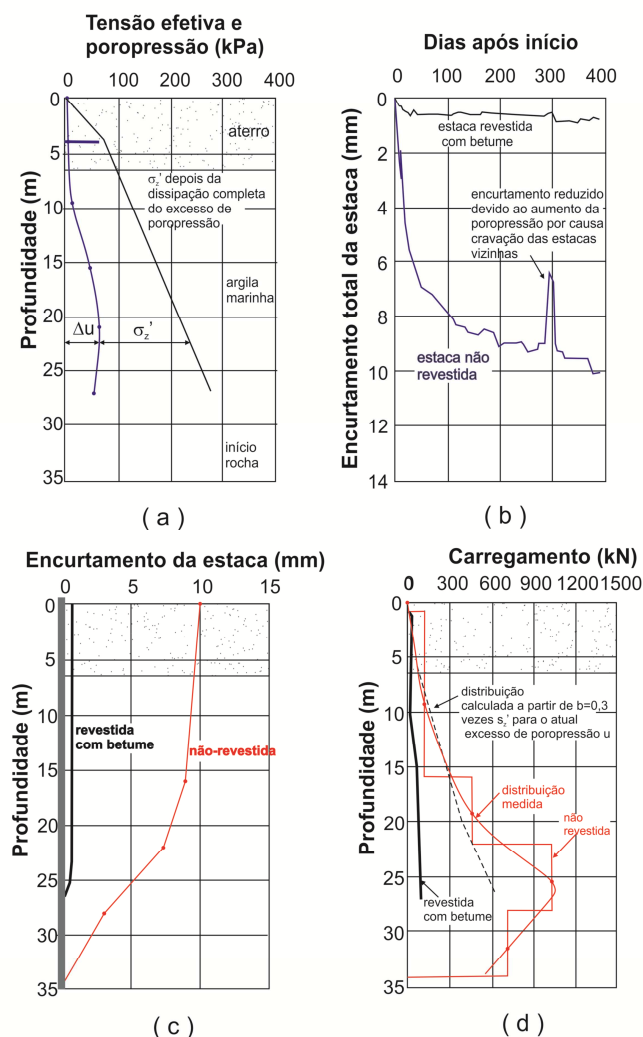 Tensão efetiva e
poropressão (kPa)
0 100 200 300 400
0
5
10
15
20
25
30
35
Profundidade (m)
aterro
σz' depois da
dissipação completa
do excesso de
poropressão
argila
marinha
Δu
σz'
início
rocha
( a )
Dias após início
0 100 200 300 400
0
2
4
6
8
10
12
14
Encurtamento total da estaca (mm)
estaca revestida
com betume
encurtamento reduzido
devido ao aumento da
poropressão por causa
cravação das estacas
vizinhas
estaca não
revestida
( b )
Encurtamento da estaca (mm)
0 5 10 15
0
5
10
15
20
25
30
35
Profundidade (m)
revestida
com betume
não-revestida
( c )
Carregamento (kN)
0 300 600 900 1200 1500
0
5
10
15
20
25
30
35
Profundidade (m)
distribuição
calculada a partir de b=0,3
vezes sz' para o atual
excesso de poropressão u
distribuição
medida
não
revestida
revestida
com betume
( d )